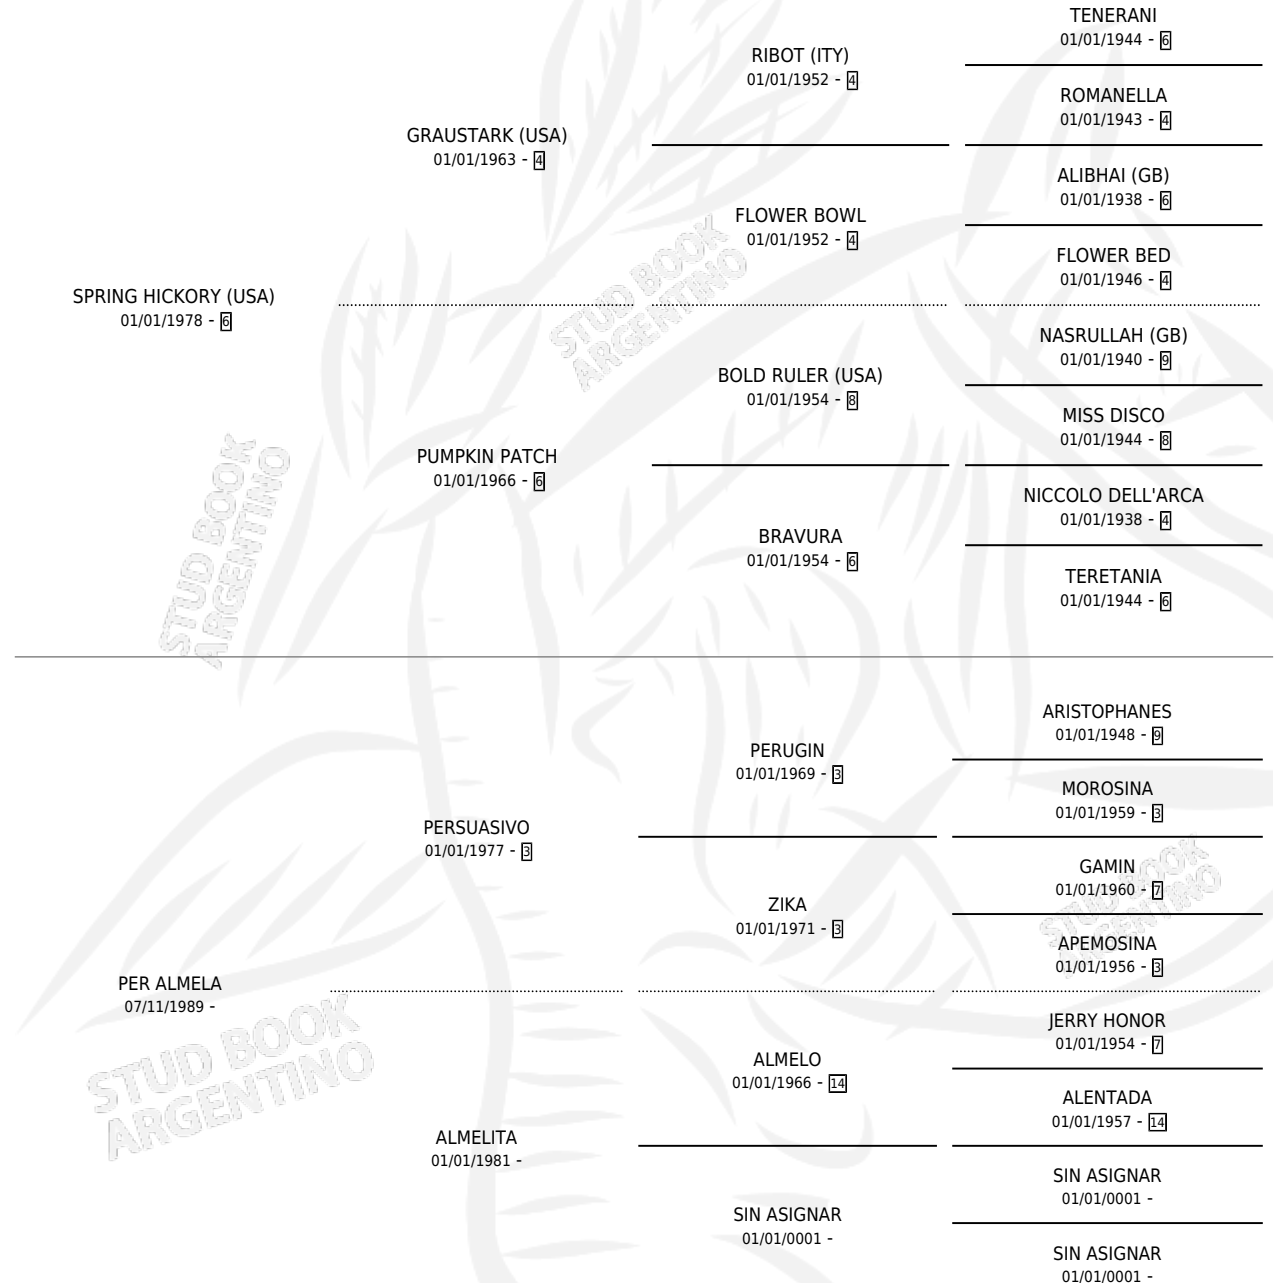 TENERANI
01/01/1944 - 6
RIBOT (ITY)
01/01/1952 - 4
ROMANELLA
01/01/1943 - 4
GRAUSTARK (USA)
01/01/1963 - 4
ALIBHAI (GB)
01/01/1938 - 6
FLOWER BOWL
01/01/1952 - 4
FLOWER BED
01/01/1946 - 4
SPRING HICKORY (USA)
01/01/1978 - 6
NASRULLAH (GB)
01/01/1940 - 9
BOLD RULER (USA)
01/01/1954 - 8
MISS DISCO
01/01/1944 - 8
PUMPKIN PATCH
01/01/1966 - 6
NICCOLO DELL'ARCA
01/01/1938 - 4
BRAVURA
01/01/1954 - 6
TERETANIA
01/01/1944 - 6
STUD BOOK
ARGENTINO
STUD BOOK
ARGENTINO
ARISTOPHANES
01/01/1948 - 9
PERUGIN
01/01/1969 - 3
MOROSINA
01/01/1959 - 3
PERSUASIVO
01/01/1977 - 3
GAMIN
01/01/1960 - 7
ZIKA
01/01/1971 - 3
APEMOSINA
01/01/1956 - 3
PER ALMELA
07/11/1989 -
JERRY HONOR
01/01/1954 - 7
ALMELO
01/01/1966 - 14
ALENTADA
01/01/1957 - 14
ALMELITA
01/01/1981 -
SIN ASIGNAR
01/01/0001 -
SIN ASIGNAR
01/01/0001 -
SIN ASIGNAR
01/01/0001 -
STUD BOOK
ARGENTINO
STUD BOOK
ARGENTINO